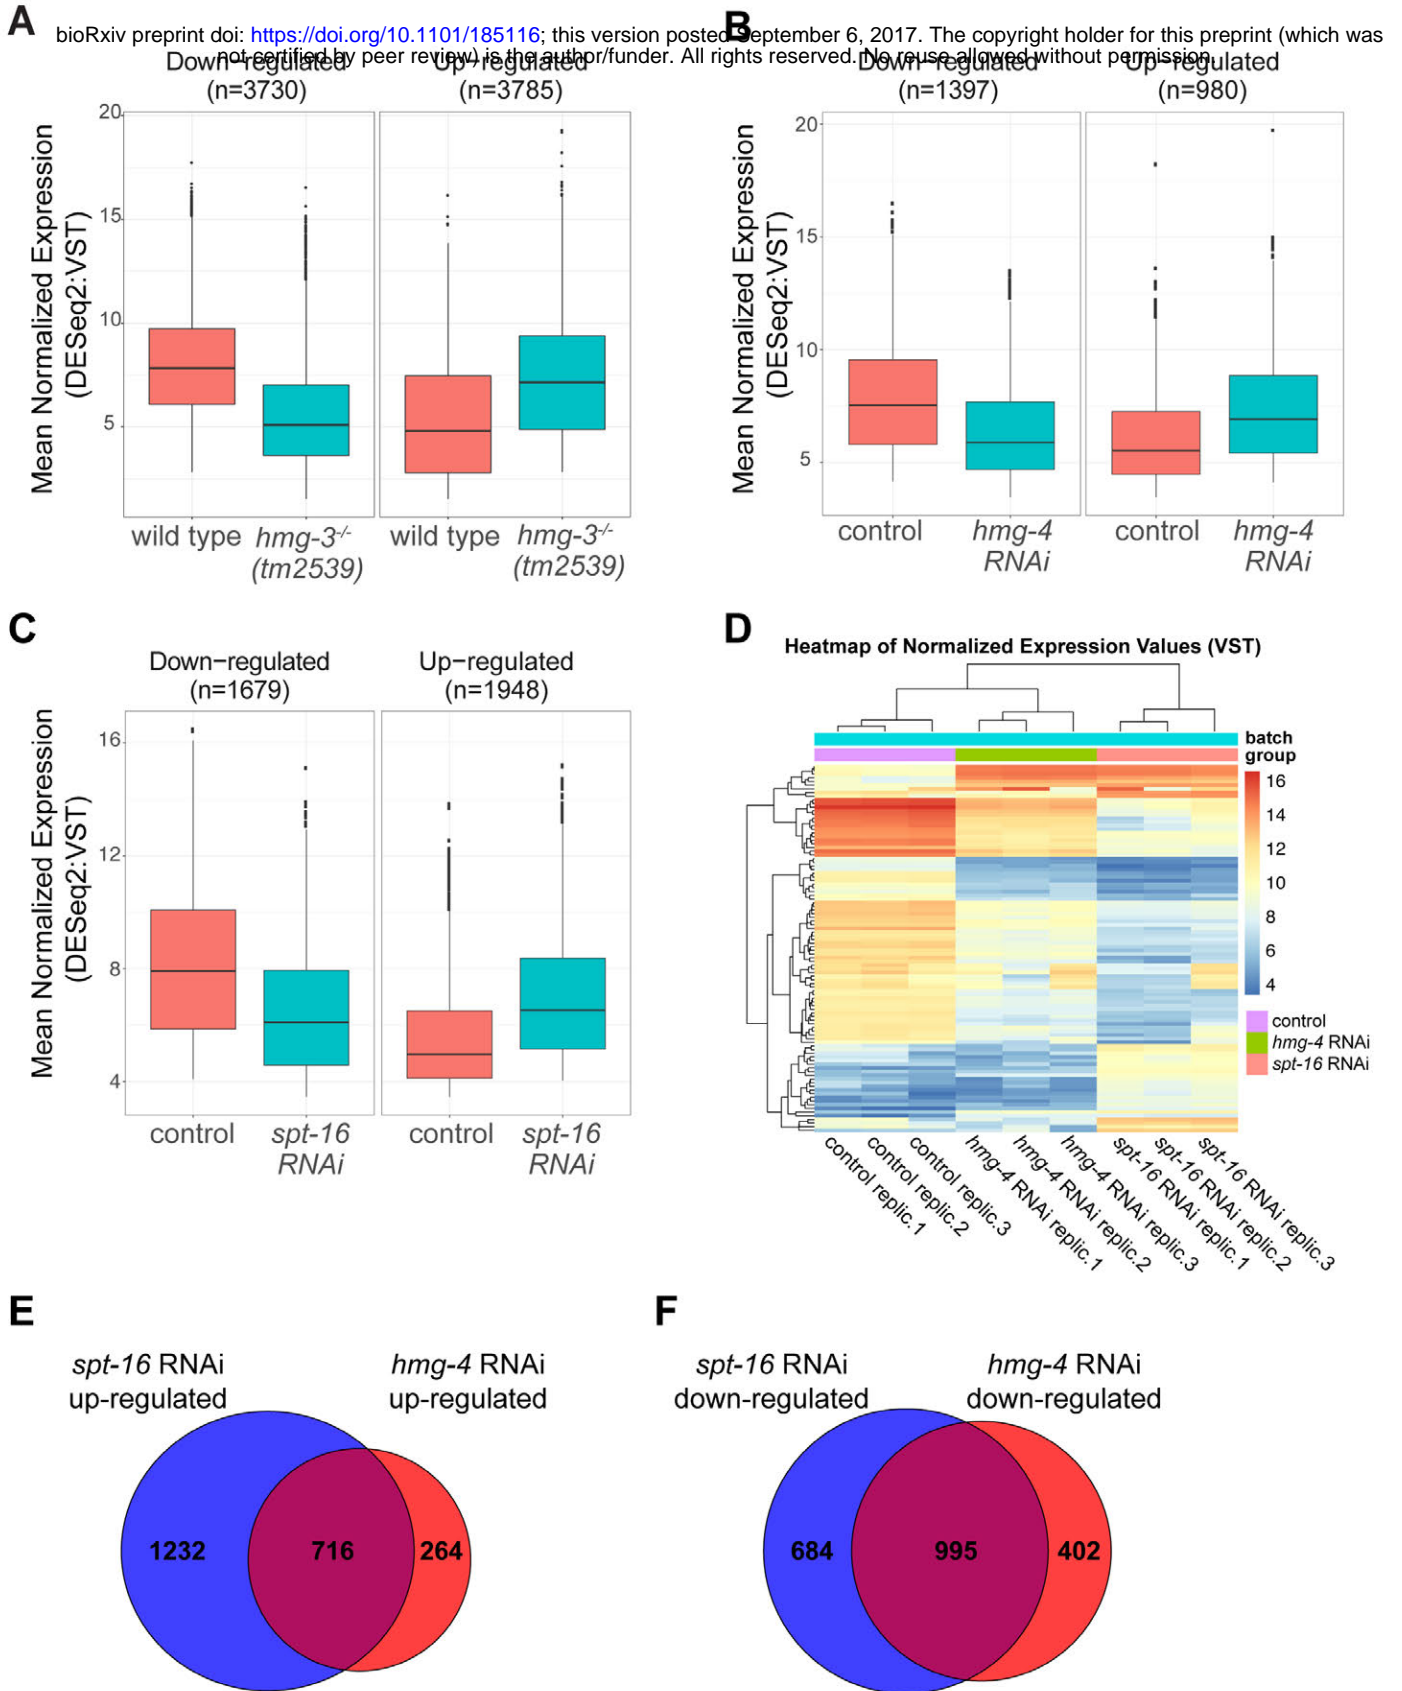 A
B
bioRxiv preprint doi: https://doi.org/10.1101/185116; this version posted September 6, 2017. The copyright holder for this preprint (which was
not certified by peer review) is the author/funder. All rights reserved. No reuse allowed without permission.
Down-regulated
(n=3730)
Up-regulated
(n=3785)
Mean Normalized Expression
(DESeq2:VST)
20
15
10
5
wild type
hmg-3-/-
(tm2539)
wild type
hmg-3-/-
(tm2539)
Down-regulated
(n=1397)
Up-regulated
(n=980)
Mean Normalized Expression
(DESeq2:VST)
20
15
10
5
control
hmg-4
RNAi
control
hmg-4
RNAi
C
Down-regulated
(n=1679)
Up-regulated
(n=1948)
Mean Normalized Expression
(DESeq2:VST)
16
12
8
4
control
spt-16
RNAi
control
spt-16
RNAi
D
Heatmap of Normalized Expression Values (VST)
batch
group
16
14
12
10
8
6
4
control
hmg-4 RNAi
spt-16 RNAi
control replic.1
control replic.2
control replic.3
hmg-4 RNAi replic.1
hmg-4 RNAi replic.2
hmg-4 RNAi replic.3
spt-16 RNAi replic.1
spt-16 RNAi replic.2
spt-16 RNAi replic.3
E
spt-16 RNAi
up-regulated
hmg-4 RNAi
up-regulated
1232
716
264
F
spt-16 RNAi
down-regulated
hmg-4 RNAi
down-regulated
684
995
402